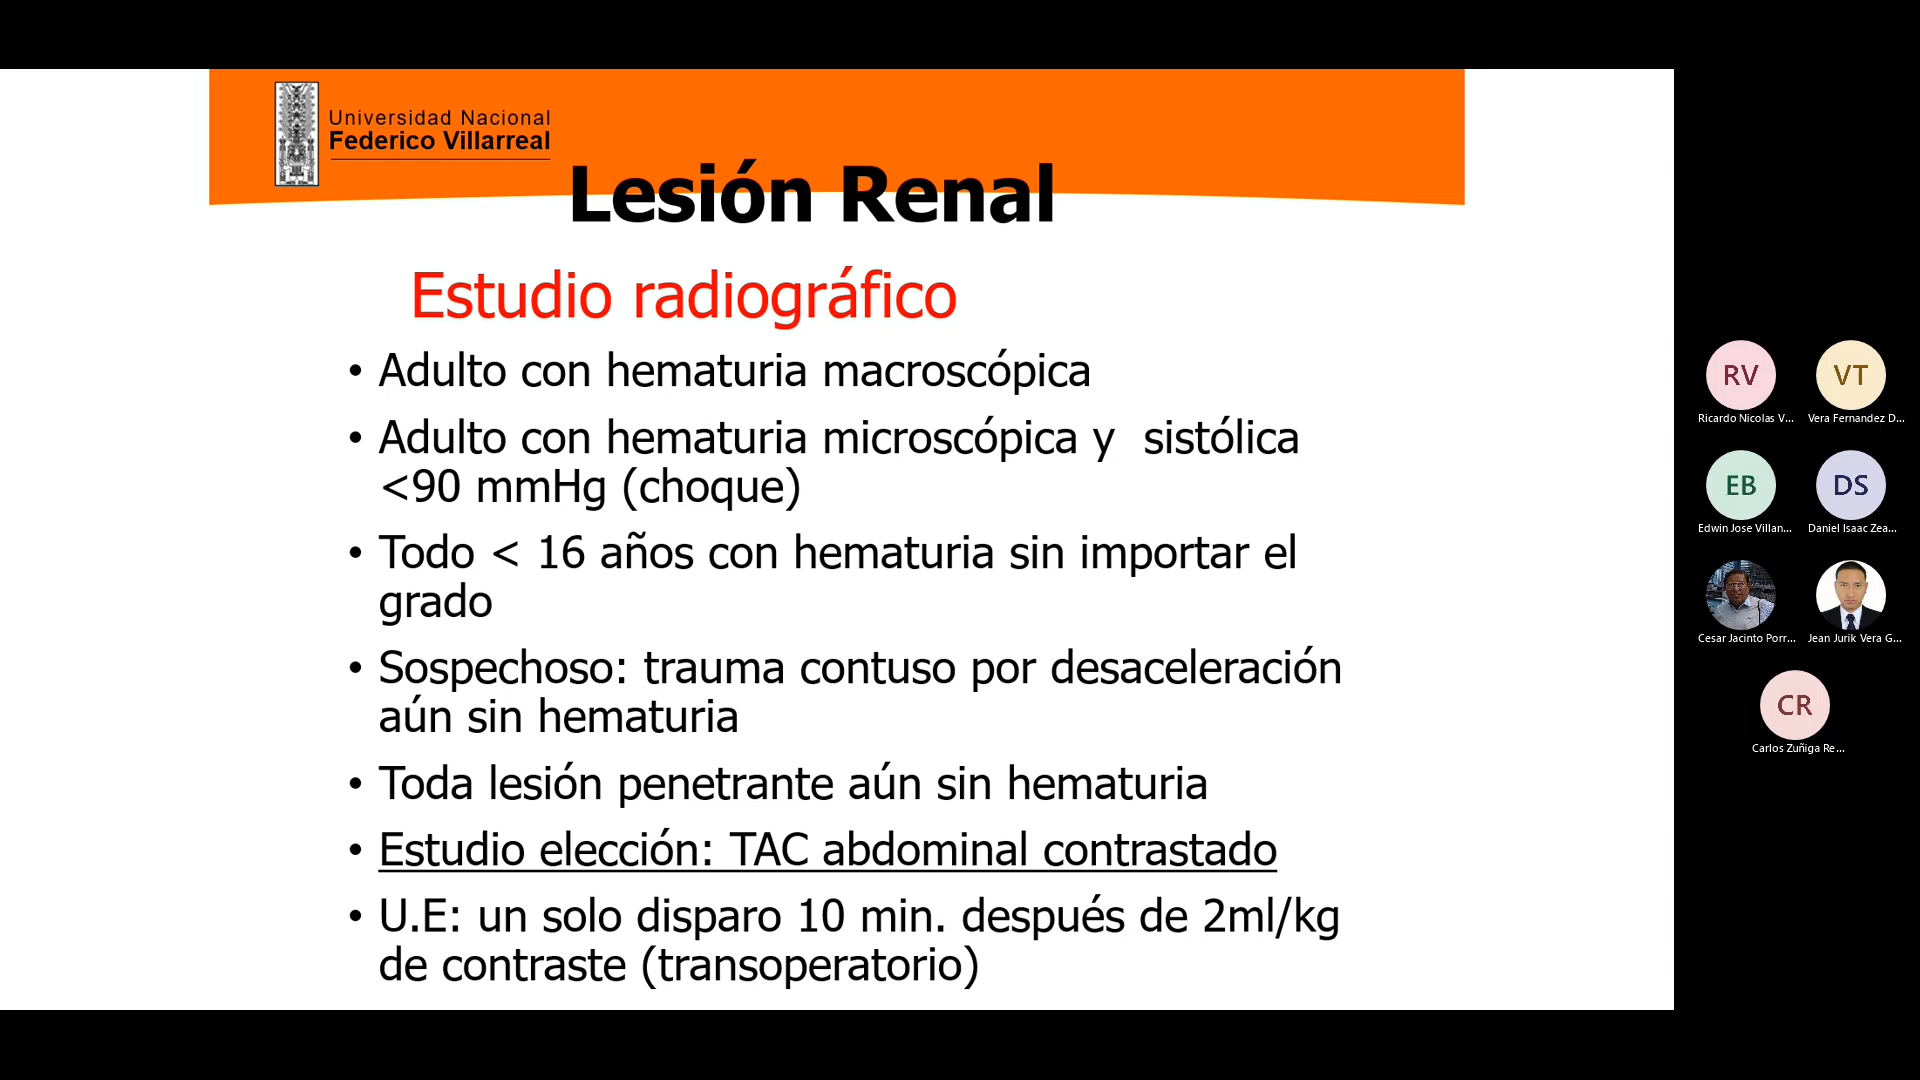 Universidad Nacional
Federico Villarreal
Lesión Renal
Estudio radiográfico
• Adulto con hematuria macroscópica
• Adulto con hematuria microscópica y sistólica
<90 mmHg (choque)
• Todo < 16 años con hematuria sin importar el
grado
• Sospechoso: trauma contuso por desaceleración
aún sin hematuria
• Toda lesión penetrante aún sin hematuria
• Estudio elección: TAC abdominal contrastado
• U.E: un solo disparo 10 min. después de 2ml/kg
de contraste (transoperatorio)
RV
VT
Ricardo Nicolas V...
Vera Fernandez D...
EB
DS
Edwin Jose Villan...
Daniel Isaac Zea...
Cesar Jacinto Porr...
Jean Jurik Vera G...
CR
Carlos Zuñiga Re...